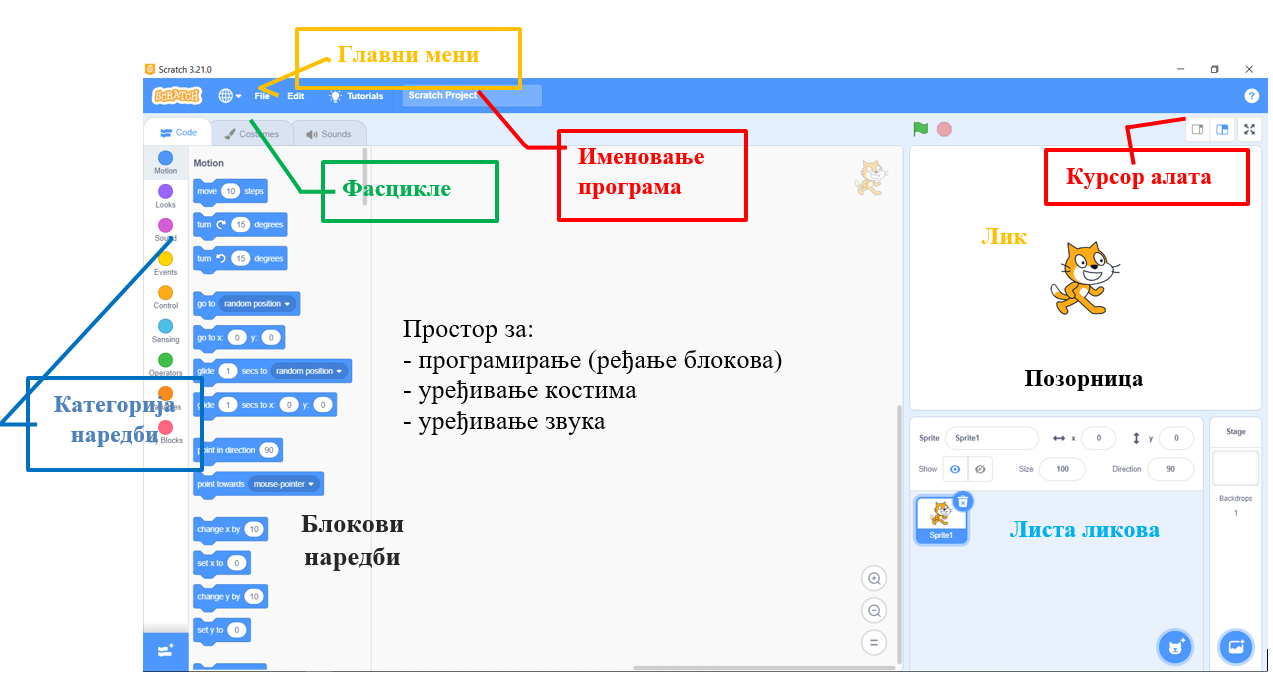 Главни мени
Scratch 3.21.0
SCRATCH
File Edit Tutorials Scratch Project
?
Code Costumes Sounds
Именовање
програма
Курсор алата
Фасцикле
Motion
Looks
Sound
Events
Control
Sensing
Operators
My Blocks
Категорија
наредби
Motion
move 10 steps
turn 15 degrees
turn 15 degrees
go to random position
go to x: 0 y: 0
glide 1 secs to random position
glide 1 secs to x: 0 y: 0
point in direction 90
point towards mouse-pointer
change x by 10
set x to 0
change y by 10
set y to 0
Блокови
наредби
Простор за:
- програмирање (ређање блокова)
- уређивање костима
- уређивање звука
Лик
Позорница
Sprite Sprite1 x 0 y 0
Show Size 100 Direction 90
Sprite1
Листа ликова
Stage
Backdrops
1